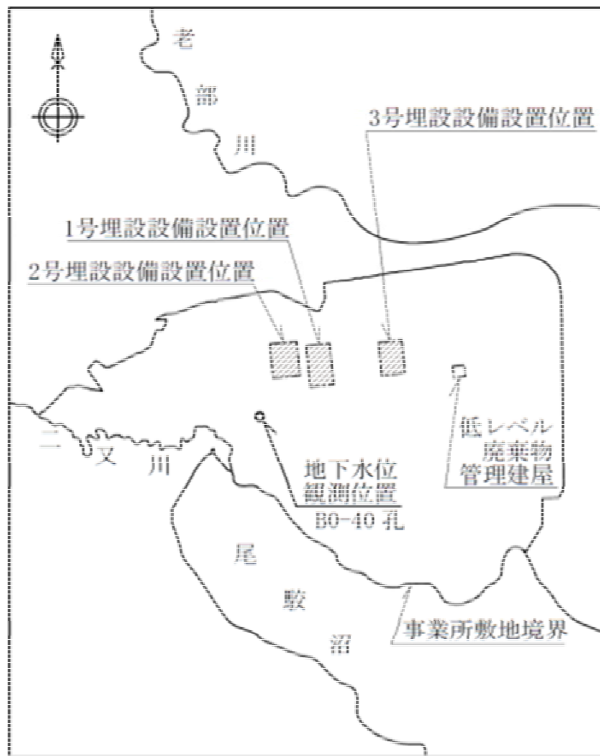 老部川
3号埋設設備設置位置
1号埋設設備設置位置
2号埋設設備設置位置
低レベル
廃棄物
管理建屋
二又川
地下水位
観測位置
B0-40 孔
尾駮沼
事業所敷地境界